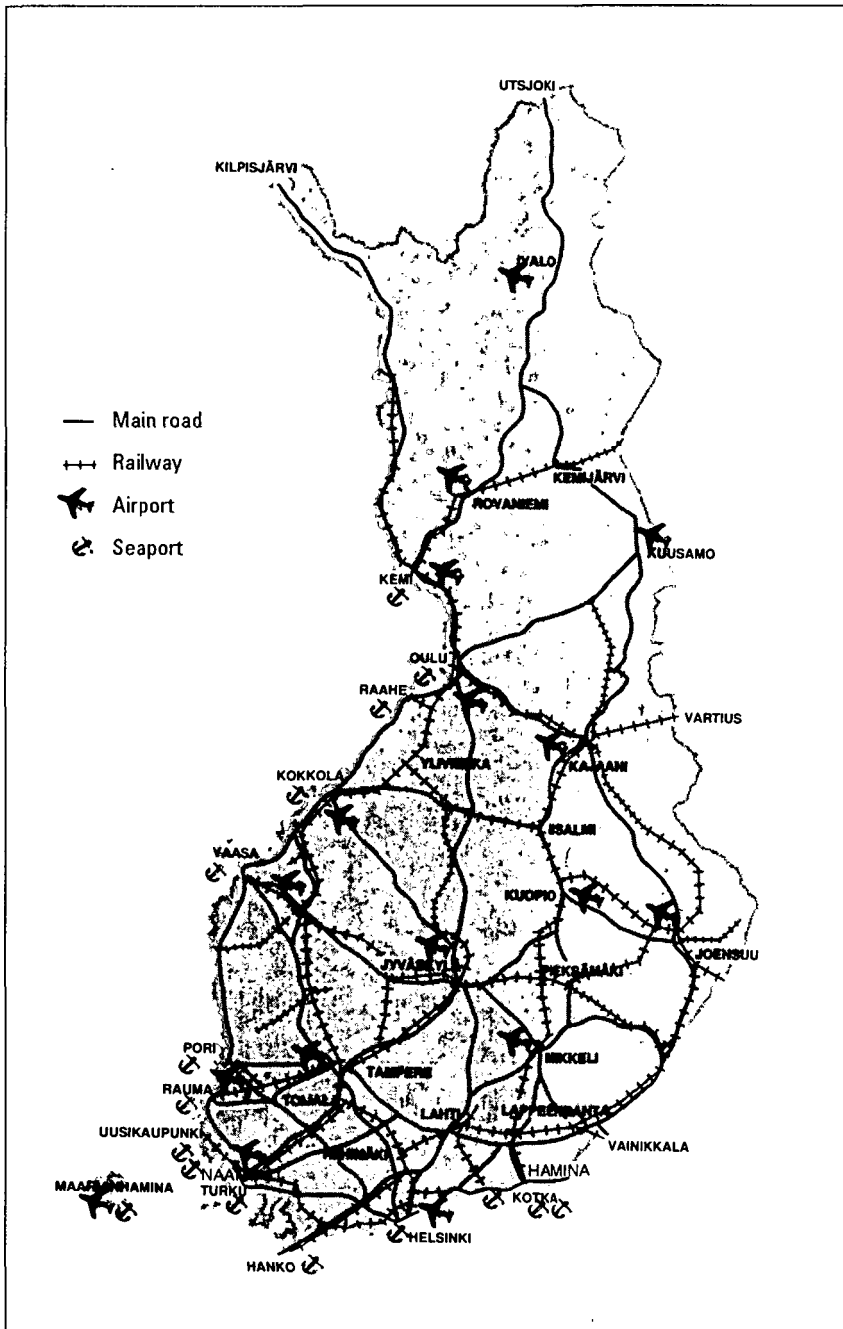 UTSJOKI
KILPISJÄRVI
IVALO
Main road
Railway
Airport
Seaport
KEMIJÄRVI
ROVANIEMI
KUUSAMO
KEMI
OULU
RAAHE
VARTIUS
YLIVIESKA
KAJAANI
KOKKOLA
IISALMI
VAASA
KUOPIO
JOENSUU
JYVÄSKYLÄ
PIEKSÄMÄKI
PORI
MIKKELI
TAMPERE
RAUMA
TOIJALA
LAHTI
LAPPEENRANTA
UUSIKAUPUNKI
VAINIKKALA
RIIHIMÄKI
HAMINA
MAARIANHAMINA
TURKU
KOTKA
HELSINKI
HANKO